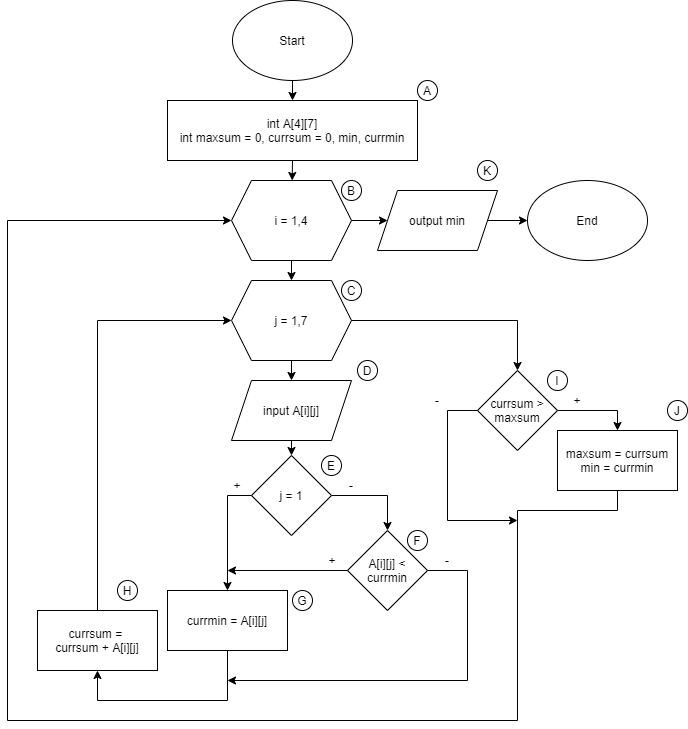 Start
A
int A[4][7]
int maxsum = 0, currsum = 0, min, currmin
B
i = 1,4
K
output min
End
C
j = 1,7
D
input A[i][j]
I
currsum >
maxsum
-
+
J
maxsum = currsum
min = currmin
E
j = 1
+
-
F
A[i][j] <
currmin
+
-
G
currmin = A[i][j]
H
currsum =
currsum + A[i][j]